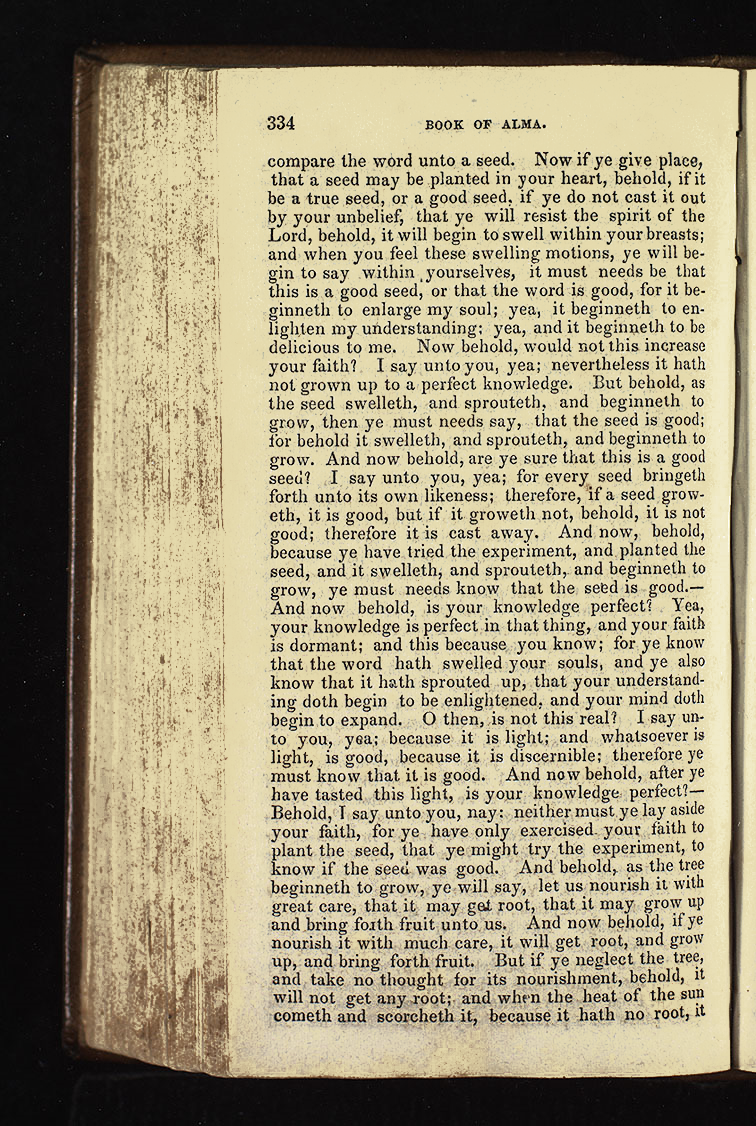 334 BOOK OF ALMA.
compare the word unto a seed. Now if ye give place,
that a seed may be planted in your heart, behold, if it
be a true seed, or a good seed, if ye do not cast it out
by your unbelief, that ye will resist the spirit of the
Lord, behold, it will begin to swell within your breasts;
and when you feel these swelling motions, ye will be-
gin to say within yourselves, it must needs be that
this is a good seed, or that the word is good, for it be-
ginneth to enlarge my soul; yea, it beginneth to en-
lighten my understanding; yea, and it beginneth to be
delicious to me. Now behold, would not this increase
your faith? I say unto you, yea; nevertheless it hath
not grown up to a perfect knowledge. But behold, as
the seed swelleth, and sprouteth, and beginneth to
grow, then ye must needs say, that the seed is good;
for behold it swelleth, and sprouteth, and beginneth to
grow. And now behold, are ye sure that this is a good
seed? I say unto you, yea; for every seed bringeth
forth unto its own likeness; therefore, if a seed grow-
eth, it is good, but if it groweth not, behold, it is not
good; therefore it is cast away. And now, behold,
because ye have tried the experiment, and planted the
seed, and it swelleth, and sprouteth, and beginneth to
grow, ye must needs know that the seed is good.—
And now behold, is your knowledge perfect? Yea,
your knowledge is perfect in that thing, and your faith
is dormant; and this because you know; for ye know
that the word hath swelled your souls, and ye also
know that it hath sprouted up, that your understand-
ing doth begin to be enlightened, and your mind doth
begin to expand. O then, is not this real? I say un-
to you, yea; because it is light; and whatsoever is
light, is good, because it is discernible; therefore ye
must know that it is good. And now behold, after ye
have tasted this light, is your knowledge perfect?—
Behold, I say unto you, nay: neither must ye lay aside
your faith, for ye have only exercised your faith to
plant the seed, that ye might try the experiment, to
know if the seed was good. And behold, as the tree
beginneth to grow, ye will say, let us nourish it with
great care, that it may get root, that it may grow up
and bring forth fruit unto us. And now behold, if ye
nourish it with much care, it will get root, and grow
up, and bring forth fruit. But if ye neglect the tree,
and take no thought for its nourishment, behold, it
will not get any root; and when the heat of the sun
cometh and scorcheth it, because it hath no root, it